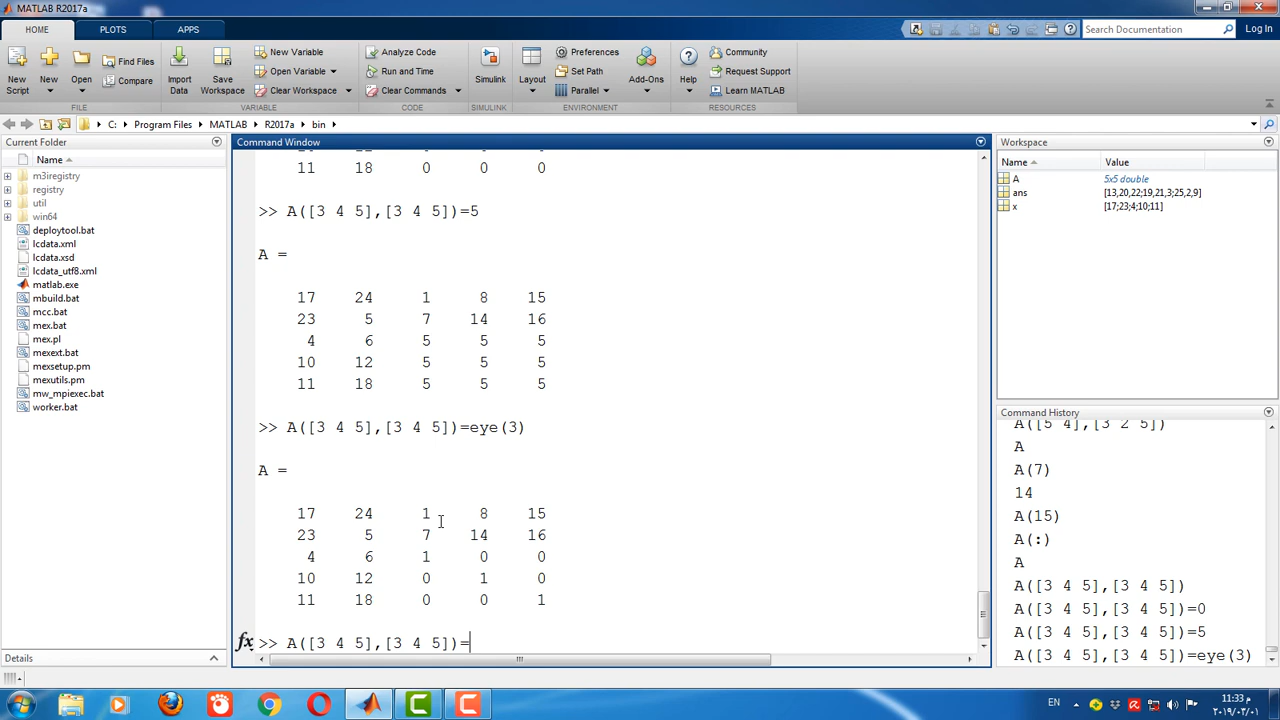 MATLAB R2017a
HOME PLOTS APPS Search Documentation Log In
New Script New Open Find Files Compare Import Data Save Workspace New Variable Open Variable Clear Workspace Analyze Code Run and Time Clear Commands Simulink Layout Preferences Set Path Parallel Add-Ons Help Community Request Support Learn MATLAB
FILE VARIABLE CODE SIMULINK ENVIRONMENT RESOURCES
C: Program Files MATLAB R2017a bin
Current Folder
Name
m3iregistry
registry
util
win64
deploytool.bat
lcdata.xml
lcdata.xsd
lcdata_utf8.xml
matlab.exe
mbuild.bat
mcc.bat
mex.bat
mex.pl
mexext.bat
mexsetup.pm
mexutils.pm
mw_mpiexec.bat
worker.bat
Details
Command Window
11 18 0 0 0
>> A([3 4 5],[3 4 5])=5
A =
17 24 1 8 15
23 5 7 14 16
4 6 5 5 5
10 12 5 5 5
11 18 5 5 5
>> A([3 4 5],[3 4 5])=eye(3)
A =
17 24 1 8 15
23 5 7 14 16
4 6 1 0 0
10 12 0 1 0
11 18 0 0 1
fx >> A([3 4 5],[3 4 5])=
Workspace
Name Value
A 5x5 double
ans [13,20,22;19,21,3;25,2,9]
x [17;23;4;10;11]
Command History
A([5 4],[3 2 5])
A
A(7)
14
A(15)
A(:)
A
A([3 4 5],[3 4 5])
A([3 4 5],[3 4 5])=0
A([3 4 5],[3 4 5])=5
A([3 4 5],[3 4 5])=eye(3)
EN
11:33 م
٢٠١٩/٠٣/٠١